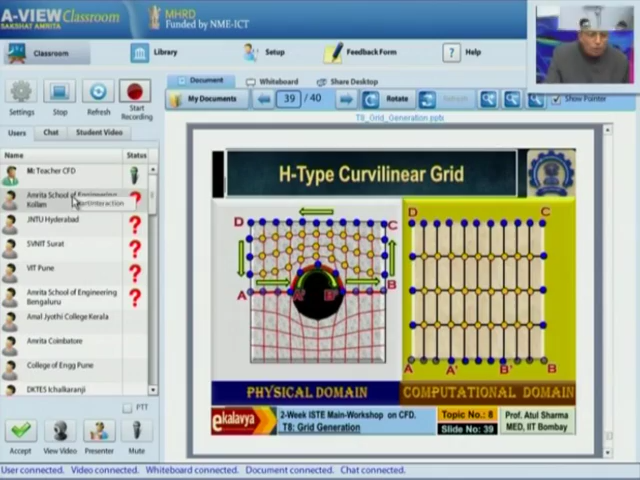 A-VIEW Classroom
SAKSHAT AMRITA
MHRD
Funded by NME-ICT
Classroom
Library
Setup
Feedback Form
? Help
Settings
Stop
Refresh
Start Recording
Document
Whiteboard
Share Desktop
My Documents
39 / 40
Rotate
Refresh
Show Pointer
T8_Grid_Generation.pptx
Users
Chat
Student Video
Name
Status
M: Teacher CFD
Amrita School of Engineering
Kollam
JNTU Hyderabad
SVNIT Surat
VIT Pune
Amrita School of Engineering
Bengaluru
Amal Jyothi College Kerala
Amrita Coimbatore
College of Engg Pune
DKTES Ichalkaranji
PTT
Accept
View Video
Presenter
Mute
H-Type Curvilinear Grid
D
C
A
A'
B'
B
D
C
A
A'
B'
B
PHYSICAL DOMAIN
COMPUTATIONAL DOMAIN
ekalavya
2-Week ISTE Main-Workshop on CFD.
T8: Grid Generation
Topic No.: 8
Slide No.: 39
Prof. Atul Sharma
MED, IIT Bombay
User connected. Video connected. Whiteboard connected. Document connected. Chat connected.